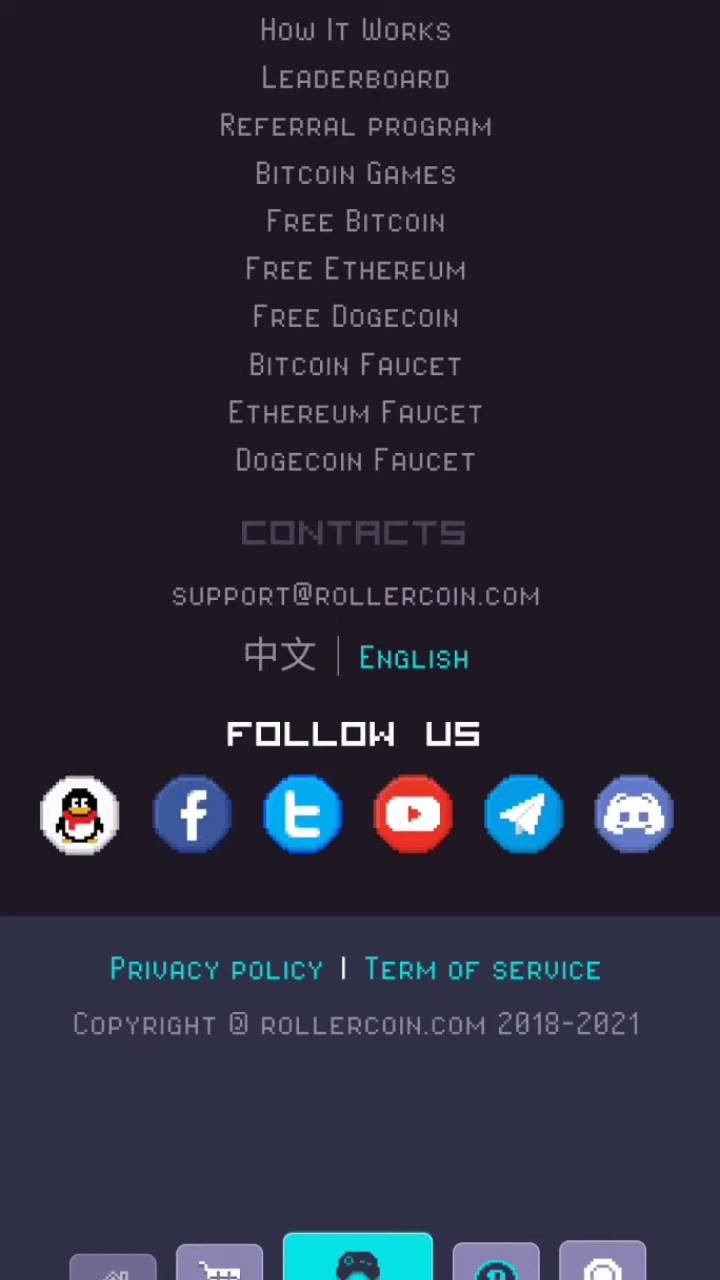 How It Works
Leaderboard
Referral program
Bitcoin Games
Free Bitcoin
Free Ethereum
Free Dogecoin
Bitcoin Faucet
Ethereum Faucet
Dogecoin Faucet
CONTACTS
support@rollercoin.com
中文 | English
FOLLOW US
Privacy policy | Term of service
Copyright @ rollercoin.com 2018-2021